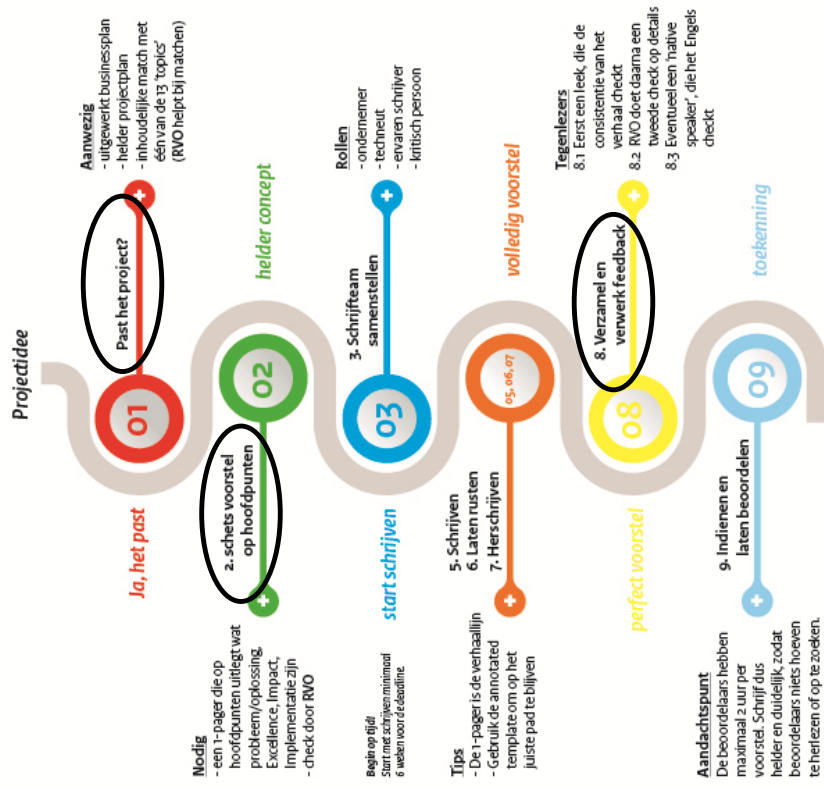 Projectidee
Aanwezig
- uitgewerkt businessplan
- helder projectplan
- inhoudelijke match met
één van de 13 'topics'
(RVO helpt bij matchen)
Past het project?
01
Ja, het past
Nodig
- een 1-pager die op
hoofdpunten uitlegt wat
probleem/oplossing,
Excellence, Impact,
Implementatie zijn
- check door RVO
2. schets voorstel
op hoofdpunten
02
helder concept
Begin op tijd!
Start met schrijven minimaal
6 weken voor de deadline.
start schrijven
03
3. Schrijfteam
samenstellen
Rollen
- ondernemer
- techneut
- ervaren schrijver
- kritisch persoon
Tips
- De 1-pager is de verhaallijn
- Gebruik de annotated
template om op het
juiste pad te blijven
5. Schrijven
6. Laten rusten
7. Herschrijven
05, 06, 07
volledig voorstel
perfect voorstel
08
8. Verzamel en
verwerk feedback
Tegenlezers
8.1 Eerst een leek, die de
consistentie van het
verhaal checkt
8.2 RVO doet daarna een
tweede check op details
8.3 Eventueel een 'native
speaker', die het Engels
checkt
Aandachtspunt
De beoordelaars hebben
maximaal 2 uur per
voorstel. Schrijf dus
helder en duidelijk, zodat
beoordelaars niets hoeven
te herlezen of op te zoeken.
9. Indienen en
laten beoordelen
09
toekenning